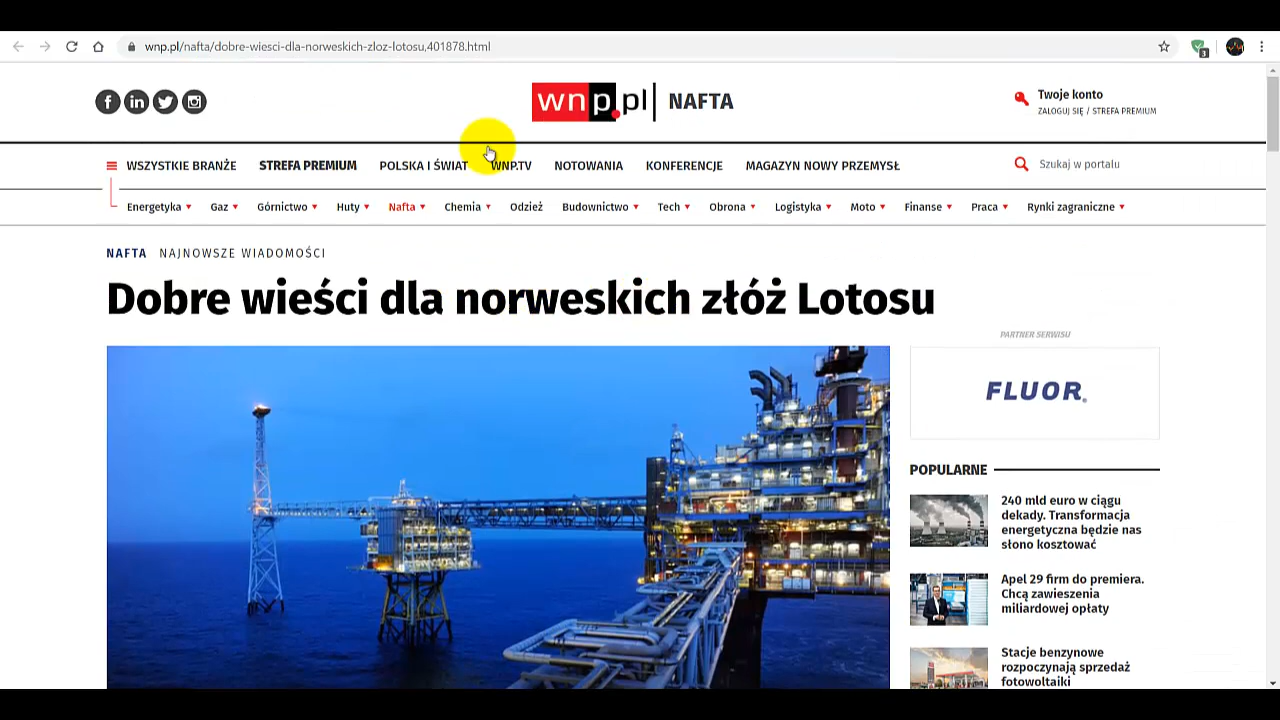 wnp.pl/nafta/dobre-wiesci-dla-norweskich-zloz-lotosu,401878.html
3
f in
wnp.pl NAFTA
Twoje konto
ZALOGUJ SIĘ / STREFA PREMIUM
WSZYSTKIE BRANŻE STREFA PREMIUM POLSKA I ŚWIAT WNP.TV NOTOWANIA KONFERENCJE MAGAZYN NOWY PRZEMYSŁ Szukaj w portalu
Energetyka Gaz Górnictwo Huty Nafta Chemia Odzież Budownictwo Tech Obrona Logistyka Moto Finanse Praca Rynki zagraniczne
NAFTA NAJNOWSZE WIADOMOŚCI
Dobre wieści dla norweskich złóż Lotosu
PARTNER SERWISU
FLUOR®
POPULARNE
240 mld euro w ciągu
dekady. Transformacja
energetyczna będzie nas
słono kosztować
Apel 29 firm do premiera.
Chcą zawieszenia
miliardowej opłaty
Stacje benzynowe
rozpoczynają sprzedaż
fotowoltaiki